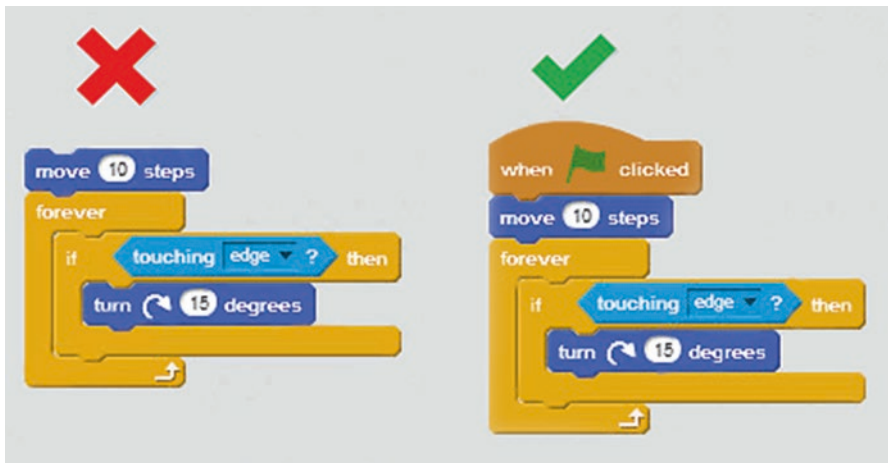 move 10 steps
forever
if touching edge ? then
turn 15 degrees
when clicked
move 10 steps
forever
if touching edge ? then
turn 15 degrees